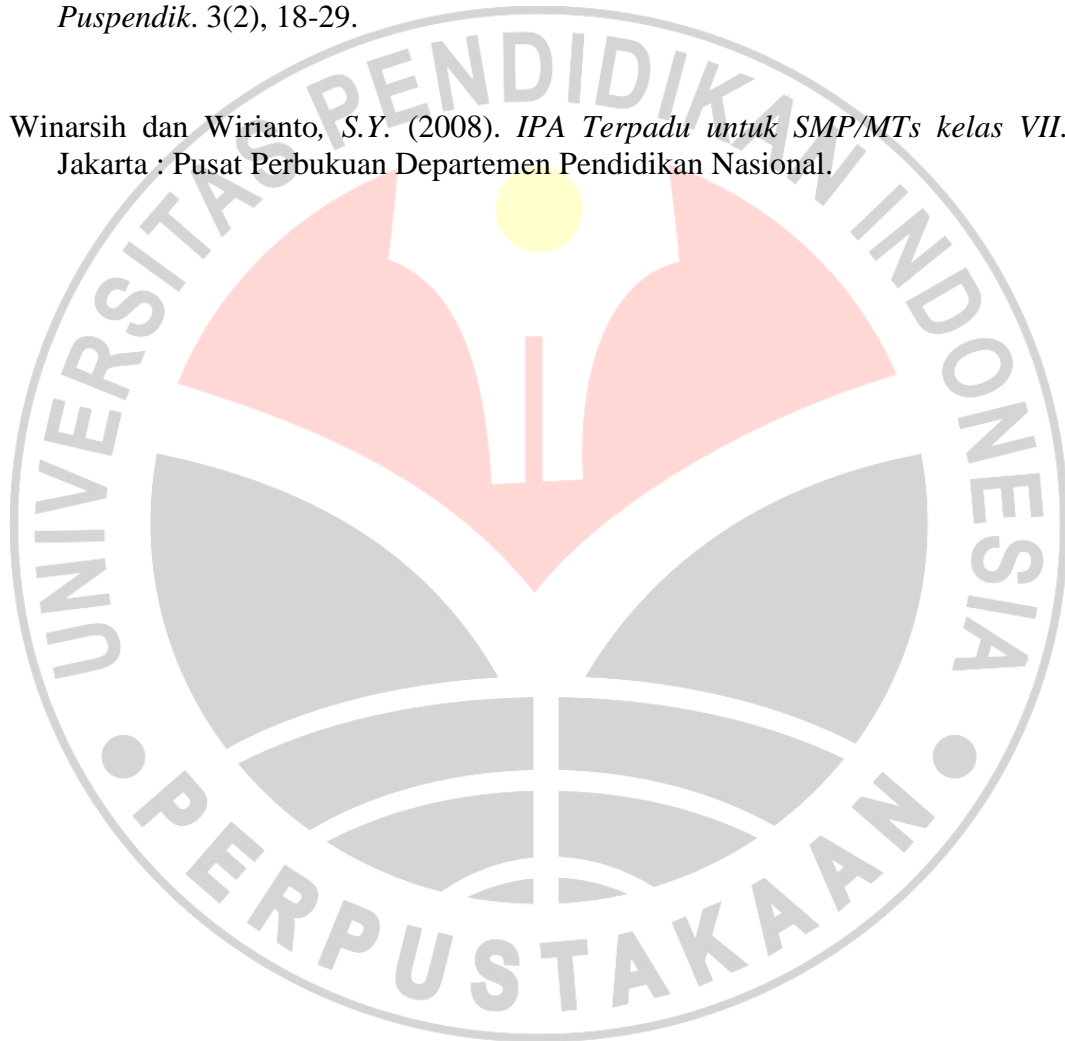 Puspendik. 3(2), 18-29.
Winarsih dan Wirianto, S.Y. (2008). IPA Terpadu untuk SMP/MTs kelas VII.
Jakarta : Pusat Perbukuan Departemen Pendidikan Nasional.
UNIVERSITAS PENDIDIKAN INDONESIA
PERPUSTAKAAN